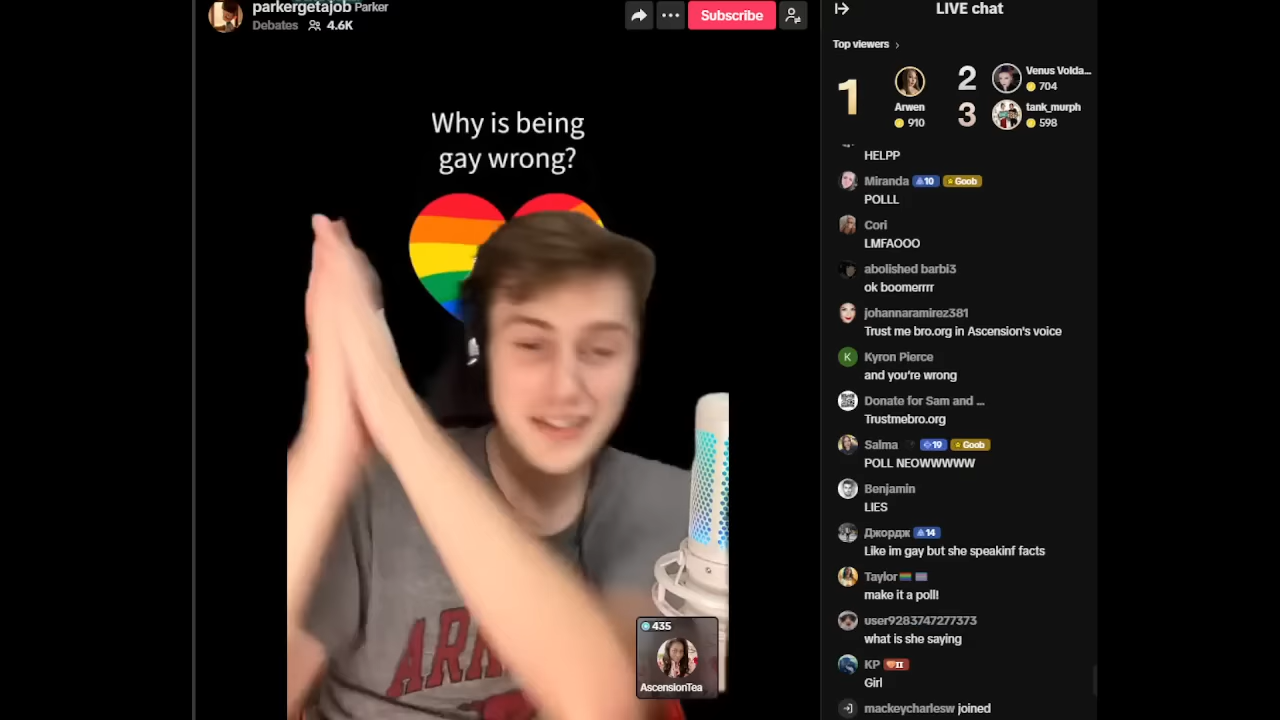 parkergetajob Parker
Debates 4.6K
Subscribe
Why is being
gay wrong?
435
AscensionTea
LIVE chat
Top viewers
1
Arwen
910
2
Venus Volda...
704
3
tank_murph
598
HELPP
Miranda 10 Goob
POLLL
Cori
LMFAOOO
abolished barbi3
ok boomerrrr
johannaramirez381
Trust me bro.org in Ascension's voice
K Kyron Pierce
and you're wrong
Donate for Sam and ...
Trustmebro.org
Salma 19 Goob
POLL NEOWWWWW
Benjamin
LIES
Джордж 14
Like im gay but she speakinf facts
Taylor
make it a poll!
user9283747277373
what is she saying
KP II
Girl
mackeycharlesw joined